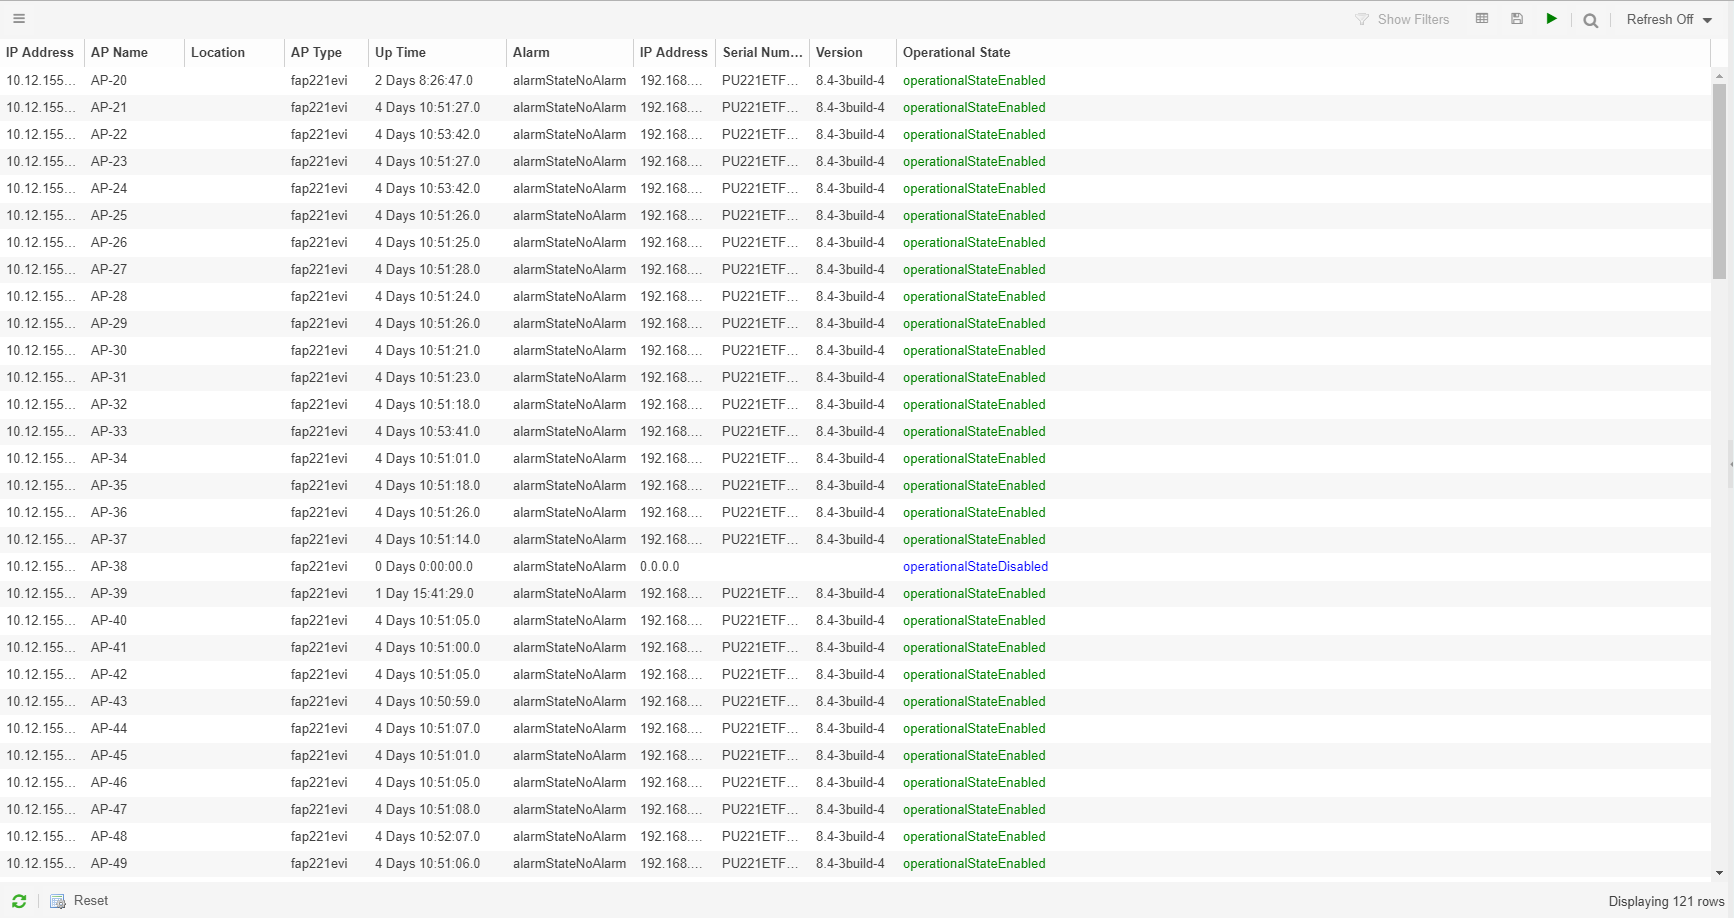 Show Filters Refresh Off
IP Address AP Name Location AP Type Up Time Alarm IP Address Serial Num... Version Operational State
10.12.155... AP-20 fap221evi 2 Days 8:26:47.0 alarmStateNoAlarm 192.168.... PU221ETF... 8.4-3build-4 operationalStateEnabled
10.12.155... AP-21 fap221evi 4 Days 10:51:27.0 alarmStateNoAlarm 192.168.... PU221ETF... 8.4-3build-4 operationalStateEnabled
10.12.155... AP-22 fap221evi 4 Days 10:53:42.0 alarmStateNoAlarm 192.168.... PU221ETF... 8.4-3build-4 operationalStateEnabled
10.12.155... AP-23 fap221evi 4 Days 10:51:27.0 alarmStateNoAlarm 192.168.... PU221ETF... 8.4-3build-4 operationalStateEnabled
10.12.155... AP-24 fap221evi 4 Days 10:53:42.0 alarmStateNoAlarm 192.168.... PU221ETF... 8.4-3build-4 operationalStateEnabled
10.12.155... AP-25 fap221evi 4 Days 10:51:26.0 alarmStateNoAlarm 192.168.... PU221ETF... 8.4-3build-4 operationalStateEnabled
10.12.155... AP-26 fap221evi 4 Days 10:51:25.0 alarmStateNoAlarm 192.168.... PU221ETF... 8.4-3build-4 operationalStateEnabled
10.12.155... AP-27 fap221evi 4 Days 10:51:28.0 alarmStateNoAlarm 192.168.... PU221ETF... 8.4-3build-4 operationalStateEnabled
10.12.155... AP-28 fap221evi 4 Days 10:51:24.0 alarmStateNoAlarm 192.168.... PU221ETF... 8.4-3build-4 operationalStateEnabled
10.12.155... AP-29 fap221evi 4 Days 10:51:26.0 alarmStateNoAlarm 192.168.... PU221ETF... 8.4-3build-4 operationalStateEnabled
10.12.155... AP-30 fap221evi 4 Days 10:51:21.0 alarmStateNoAlarm 192.168.... PU221ETF... 8.4-3build-4 operationalStateEnabled
10.12.155... AP-31 fap221evi 4 Days 10:51:23.0 alarmStateNoAlarm 192.168.... PU221ETF... 8.4-3build-4 operationalStateEnabled
10.12.155... AP-32 fap221evi 4 Days 10:51:18.0 alarmStateNoAlarm 192.168.... PU221ETF... 8.4-3build-4 operationalStateEnabled
10.12.155... AP-33 fap221evi 4 Days 10:53:41.0 alarmStateNoAlarm 192.168.... PU221ETF... 8.4-3build-4 operationalStateEnabled
10.12.155... AP-34 fap221evi 4 Days 10:51:01.0 alarmStateNoAlarm 192.168.... PU221ETF... 8.4-3build-4 operationalStateEnabled
10.12.155... AP-35 fap221evi 4 Days 10:51:18.0 alarmStateNoAlarm 192.168.... PU221ETF... 8.4-3build-4 operationalStateEnabled
10.12.155... AP-36 fap221evi 4 Days 10:51:26.0 alarmStateNoAlarm 192.168.... PU221ETF... 8.4-3build-4 operationalStateEnabled
10.12.155... AP-37 fap221evi 4 Days 10:51:14.0 alarmStateNoAlarm 192.168.... PU221ETF... 8.4-3build-4 operationalStateEnabled
10.12.155... AP-38 fap221evi 0 Days 0:00:00.0 alarmStateNoAlarm 0.0.0.0 operationalStateDisabled
10.12.155... AP-39 fap221evi 1 Day 15:41:29.0 alarmStateNoAlarm 192.168.... PU221ETF... 8.4-3build-4 operationalStateEnabled
10.12.155... AP-40 fap221evi 4 Days 10:51:05.0 alarmStateNoAlarm 192.168.... PU221ETF... 8.4-3build-4 operationalStateEnabled
10.12.155... AP-41 fap221evi 4 Days 10:51:00.0 alarmStateNoAlarm 192.168.... PU221ETF... 8.4-3build-4 operationalStateEnabled
10.12.155... AP-42 fap221evi 4 Days 10:51:05.0 alarmStateNoAlarm 192.168.... PU221ETF... 8.4-3build-4 operationalStateEnabled
10.12.155... AP-43 fap221evi 4 Days 10:50:59.0 alarmStateNoAlarm 192.168.... PU221ETF... 8.4-3build-4 operationalStateEnabled
10.12.155... AP-44 fap221evi 4 Days 10:51:07.0 alarmStateNoAlarm 192.168.... PU221ETF... 8.4-3build-4 operationalStateEnabled
10.12.155... AP-45 fap221evi 4 Days 10:51:01.0 alarmStateNoAlarm 192.168.... PU221ETF... 8.4-3build-4 operationalStateEnabled
10.12.155... AP-46 fap221evi 4 Days 10:51:05.0 alarmStateNoAlarm 192.168.... PU221ETF... 8.4-3build-4 operationalStateEnabled
10.12.155... AP-47 fap221evi 4 Days 10:51:08.0 alarmStateNoAlarm 192.168.... PU221ETF... 8.4-3build-4 operationalStateEnabled
10.12.155... AP-48 fap221evi 4 Days 10:52:07.0 alarmStateNoAlarm 192.168.... PU221ETF... 8.4-3build-4 operationalStateEnabled
10.12.155... AP-49 fap221evi 4 Days 10:51:06.0 alarmStateNoAlarm 192.168.... PU221ETF... 8.4-3build-4 operationalStateEnabled
Reset Displaying 121 rows